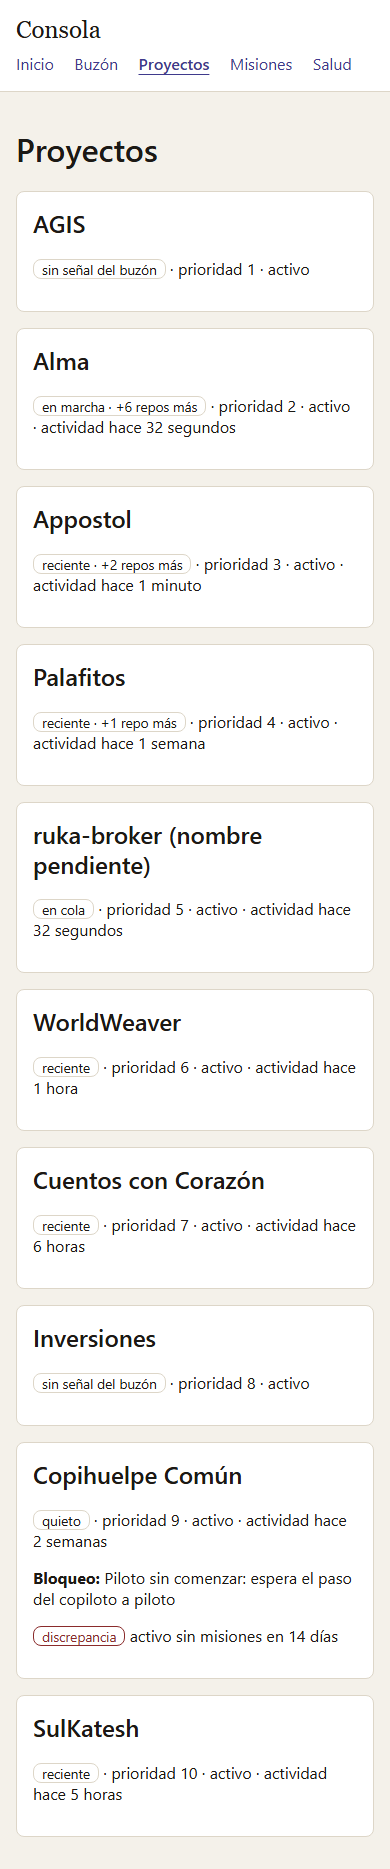 Consola
Inicio Buzón Proyectos Misiones Salud
Proyectos
AGIS
sin señal del buzón · prioridad 1 · activo
Alma
en marcha · +6 repos más · prioridad 2 · activo
· actividad hace 32 segundos
Appostol
reciente · +2 repos más · prioridad 3 · activo ·
actividad hace 1 minuto
Palafitos
reciente · +1 repo más · prioridad 4 · activo ·
actividad hace 1 semana
ruka-broker (nombre
pendiente)
en cola · prioridad 5 · activo · actividad hace
32 segundos
WorldWeaver
reciente · prioridad 6 · activo · actividad hace
1 hora
Cuentos con Corazón
reciente · prioridad 7 · activo · actividad hace
6 horas
Inversiones
sin señal del buzón · prioridad 8 · activo
Copihuelpe Común
quieto · prioridad 9 · activo · actividad hace
2 semanas
Bloqueo: Piloto sin comenzar: espera el paso
del copiloto a piloto
discrepancia activo sin misiones en 14 días
SulKatesh
reciente · prioridad 10 · activo · actividad
hace 5 horas